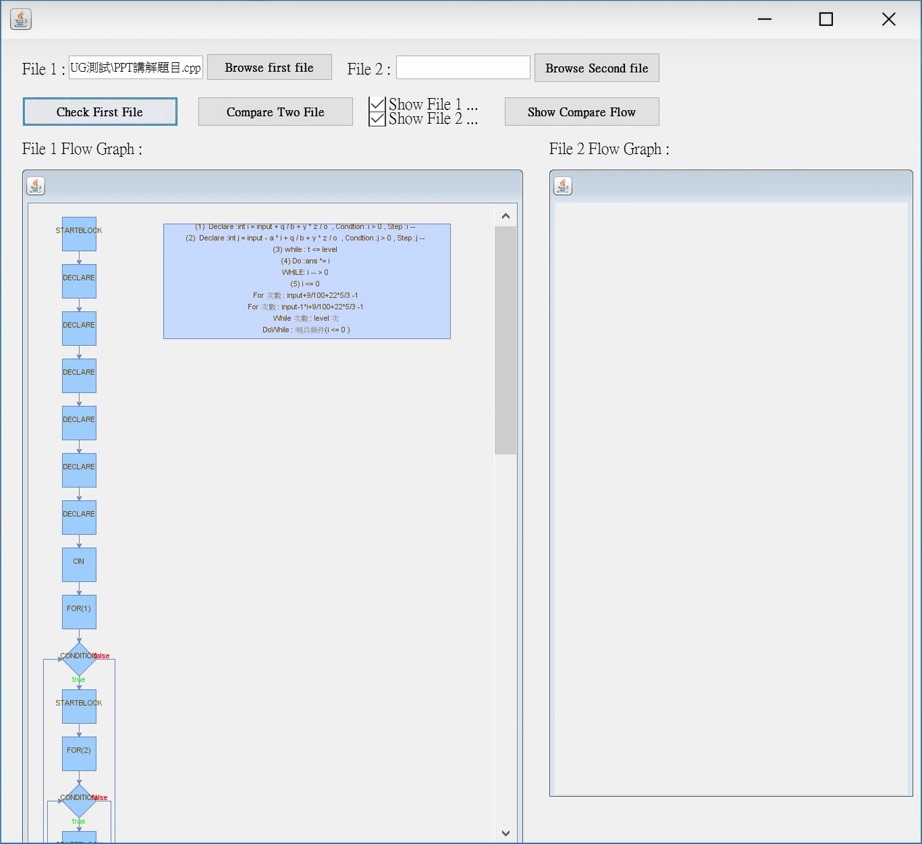 File 1 : UG測試\PPT講解題目.cpp Browse first file File 2 : Browse Second file
Check First File Compare Two File Show File 1 ... Show Compare Flow
Show File 2 ...
File 1 Flow Graph : File 2 Flow Graph :
STARTBLOCK
DECLARE
DECLARE
DECLARE
DECLARE
DECLARE
DECLARE
CIN
FOR(1)
false
true
STARTBLOCK
FOR(2)
false
true
(1) Declare :int i = input + q / b + y * z / o , Condtion :i > 0 , Step :i --
(2) Declare :int j = input - a * i + q / b + y * z / o , Condtion :j > 0 , Step :j --
(3) while : t <= level
(4) Do :ans *= i
WHILE: i -- > 0
(5) i <= 0
For 次數 : input+9/100+22*5/3 -1
For 次數 : input-1*i+9/100+22*5/3 -1
While 次數 : level 次
DoWhile : 哨兵條件(i <= 0 )